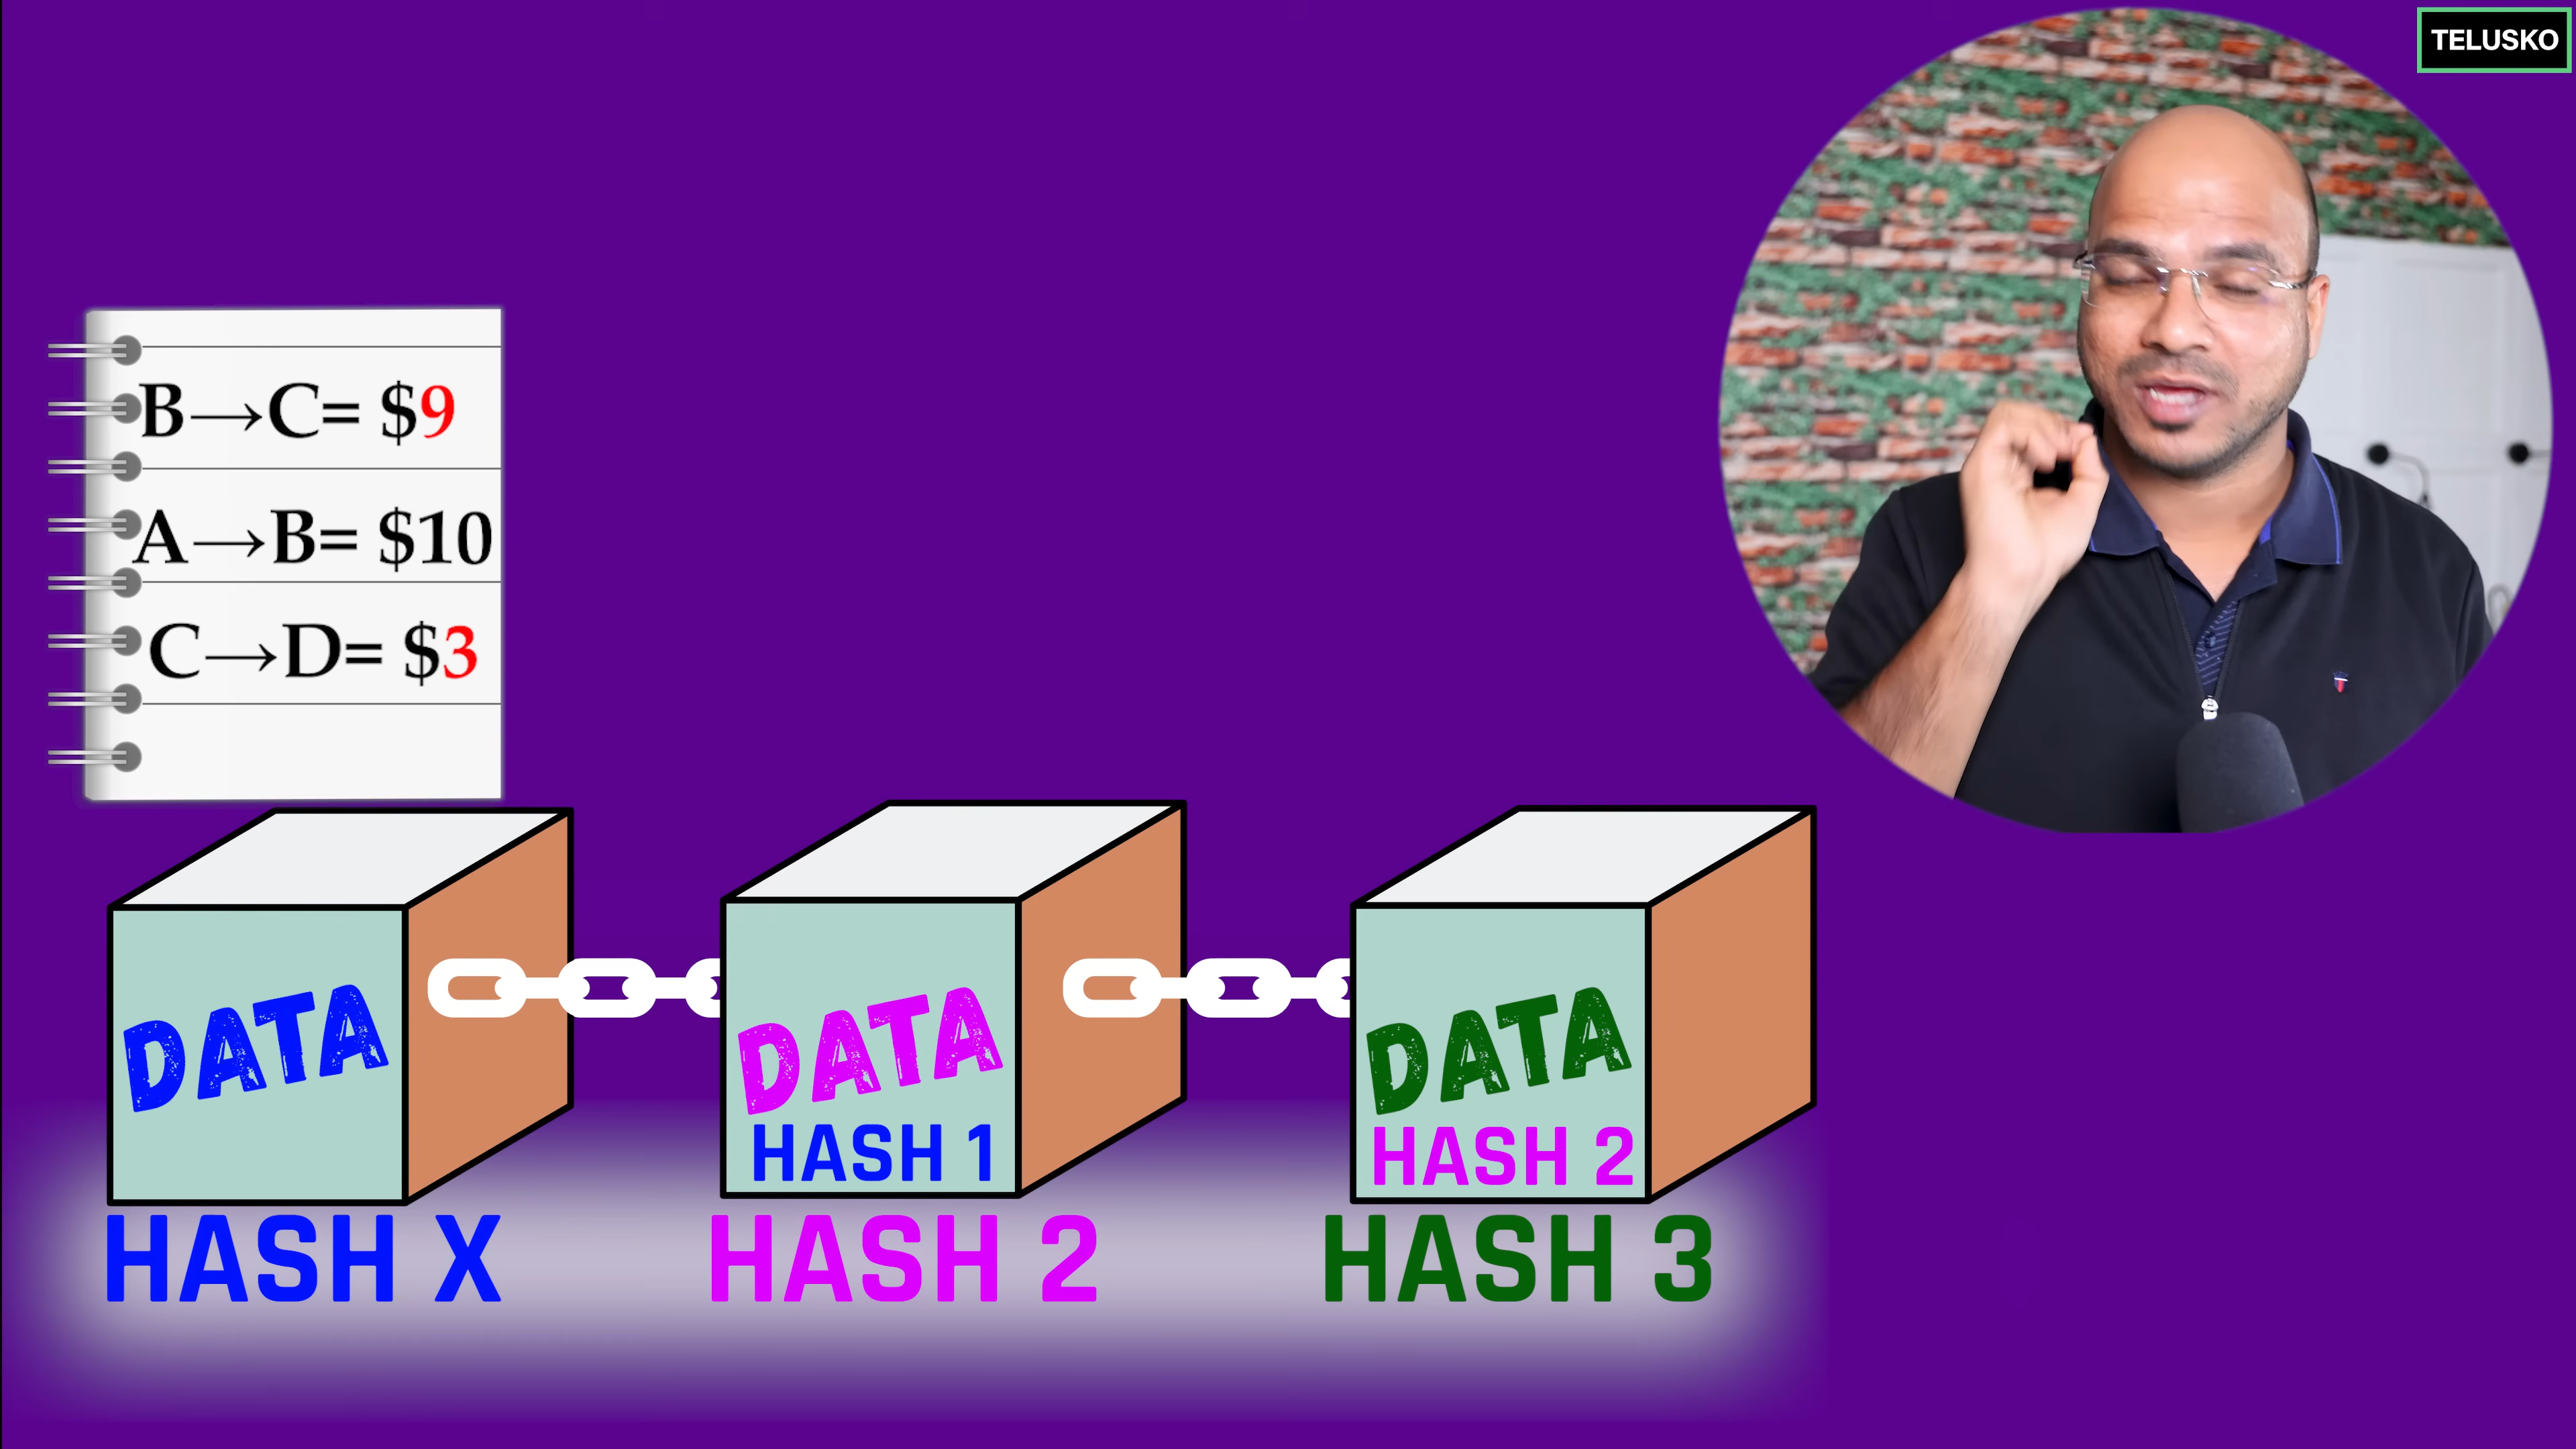 TELUSKO
B→C= $9
A→B= $10
C→D= $3
DATA
DATA
HASH 1
DATA
HASH 2
HASH X
HASH 2
HASH 3